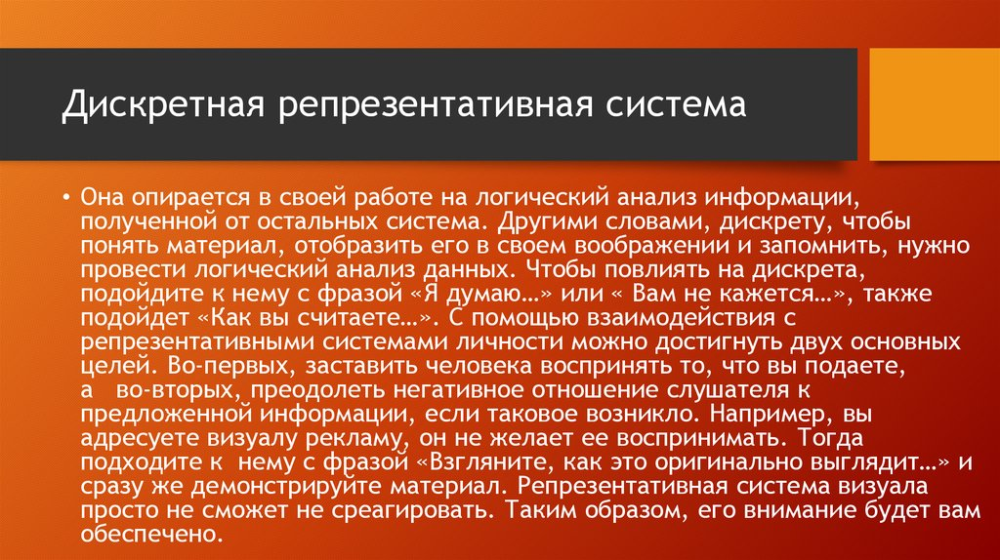 Дискретная репрезентативная система
• Она опирается в своей работе на логический анализ информации,
полученной от остальных система. Другими словами, дискрету, чтобы
понять материал, отобразить его в своем воображении и запомнить, нужно
провести логический анализ данных. Чтобы повлиять на дискрета,
подойдите к нему с фразой «Я думаю…» или « Вам не кажется…», также
подойдет «Как вы считаете…». С помощью взаимодействия с
репрезентативными системами личности можно достигнуть двух основных
целей. Во-первых, заставить человека воспринять то, что вы подаете,
а во-вторых, преодолеть негативное отношение слушателя к
предложенной информации, если таковое возникло. Например, вы
адресуете визуалу рекламу, он не желает ее воспринимать. Тогда
подходите к нему с фразой «Взгляните, как это оригинально выглядит…» и
сразу же демонстрируйте материал. Репрезентативная система визуала
просто не сможет не среагировать. Таким образом, его внимание будет вам
обеспечено.